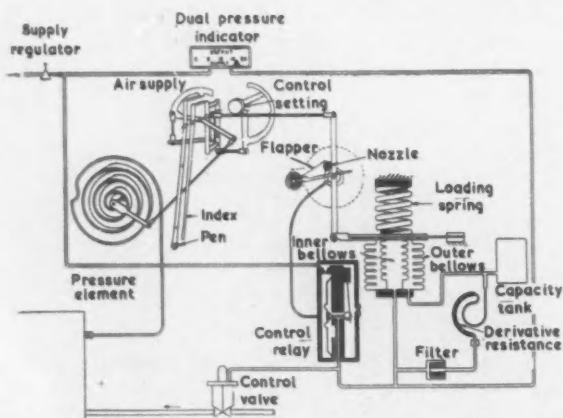 Dual pressure
indicator
Supply
regulator
OUTPUT
Air supply
Control
setting
Flapper
Nozzle
Loading
spring
Index
Pen
Inner
bellows
Outer
bellows
Pressure
element
Capacity
tank
Control
relay
Derivative
resistance
Filter
Control
valve